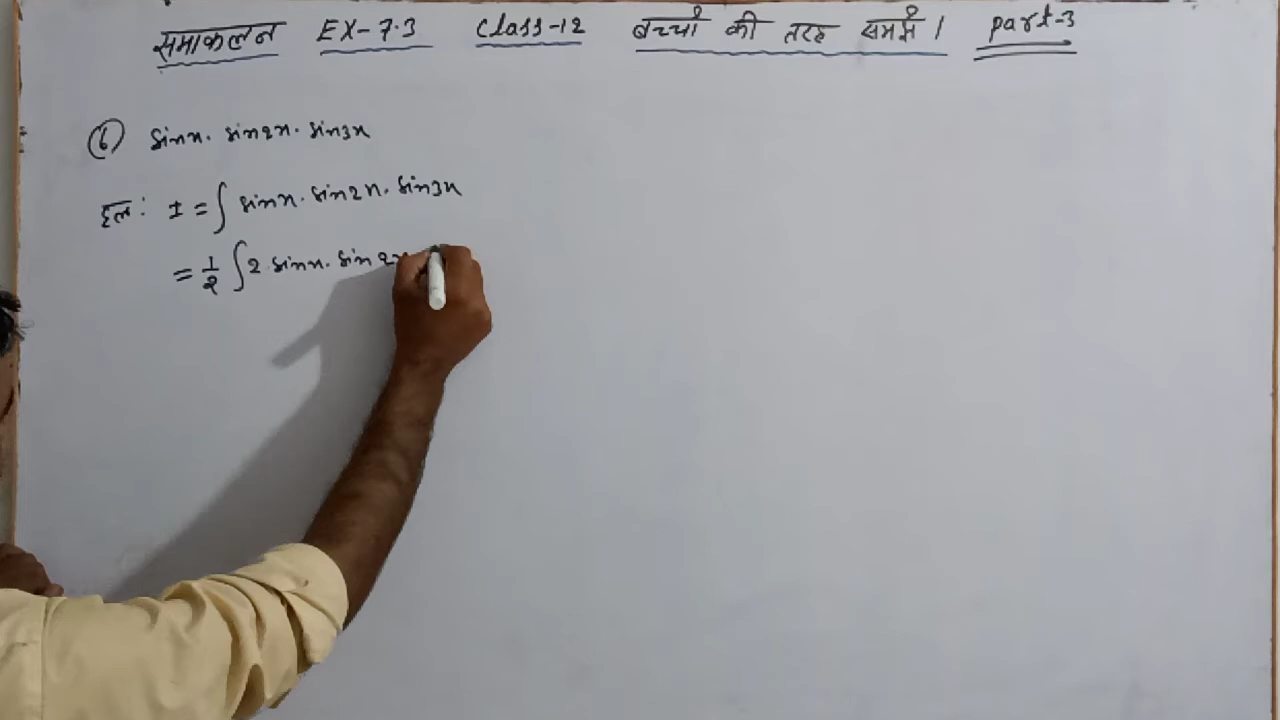 समाकलन EX-7.3 Class-12 बच्चों की तरह समझें। part-3
(6) sinx. sin2x. sin3x
हल: I = ∫ sinx. sin2x. sin3x
= 1/2 ∫ 2 sinx. sin 2x